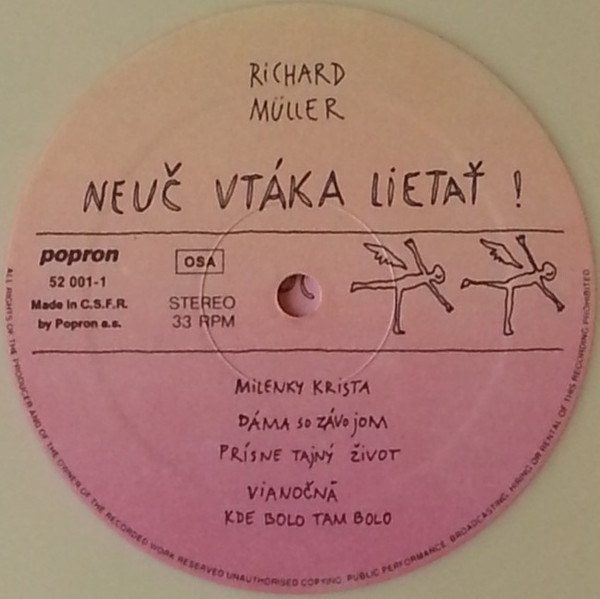 RiCHARD
MÜLLER
NEUČ VTÁKA LiETAŤ !
popron
52 001-1
Made in C.S.F.R.
by Popron a.s.
OSA
STEREO
33 RPM
MiLENKY KRiSTA
DÁMA so ZÁVojOM
PRÍSNE TAJNÝ ŽIVOT
ViANOČNÁ
KDE BOLO TAM BOLO
ALL RIGHTS OF THE PRODUCER AND OF THE OWNER OF THE RECORDED WORK RESERVED UNAUTHORISED COPYING, PUBLIC PERFORMANCE, BROADCASTING, HIRING OR RENTAL OF THIS RECORDING PROHIBITED